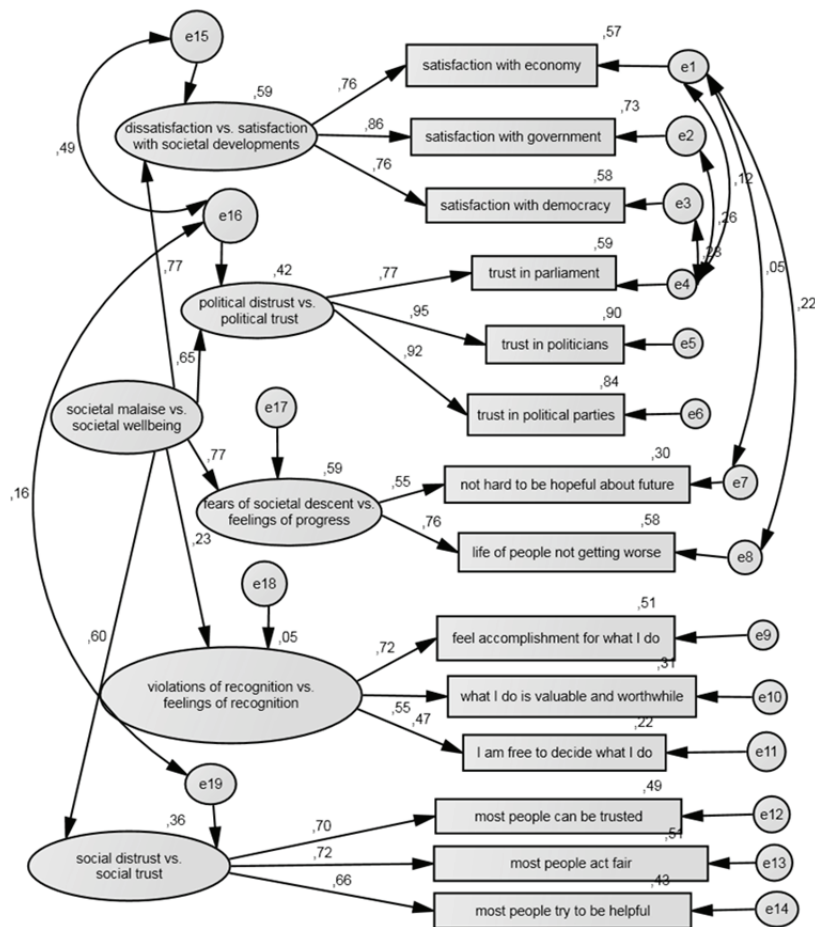 e15
,57
satisfaction with economy
e1
,76
,59
dissatisfaction vs. satisfaction
with societal developments
,86
,73
satisfaction with government
e2
,49
,76
,12
,58
satisfaction with democracy
e3
e16
,26
,23
,59
trust in parliament
e4
,77
,42
,77
,05
political distrust vs.
political trust
,95
,90
trust in politicians
e5
,22
,65
,92
,84
trust in political parties
e6
societal malaise vs.
societal wellbeing
e17
,77
,30
not hard to be hopeful about future
e7
,59
,55
fears of societal descent vs.
feelings of progress
,16
,76
,58
life of people not getting worse
e8
,23
e18
,51
feel accomplishment for what I do
e9
,60
,05
,72
,31
violations of recognition vs.
feelings of recognition
what I do is valuable and worthwhile
e10
,55
,47
,22
I am free to decide what I do
e11
e19
,49
most people can be trusted
e12
,36
,70
,51
social distrust vs.
social trust
,72
most people act fair
e13
,66
,43
most people try to be helpful
e14